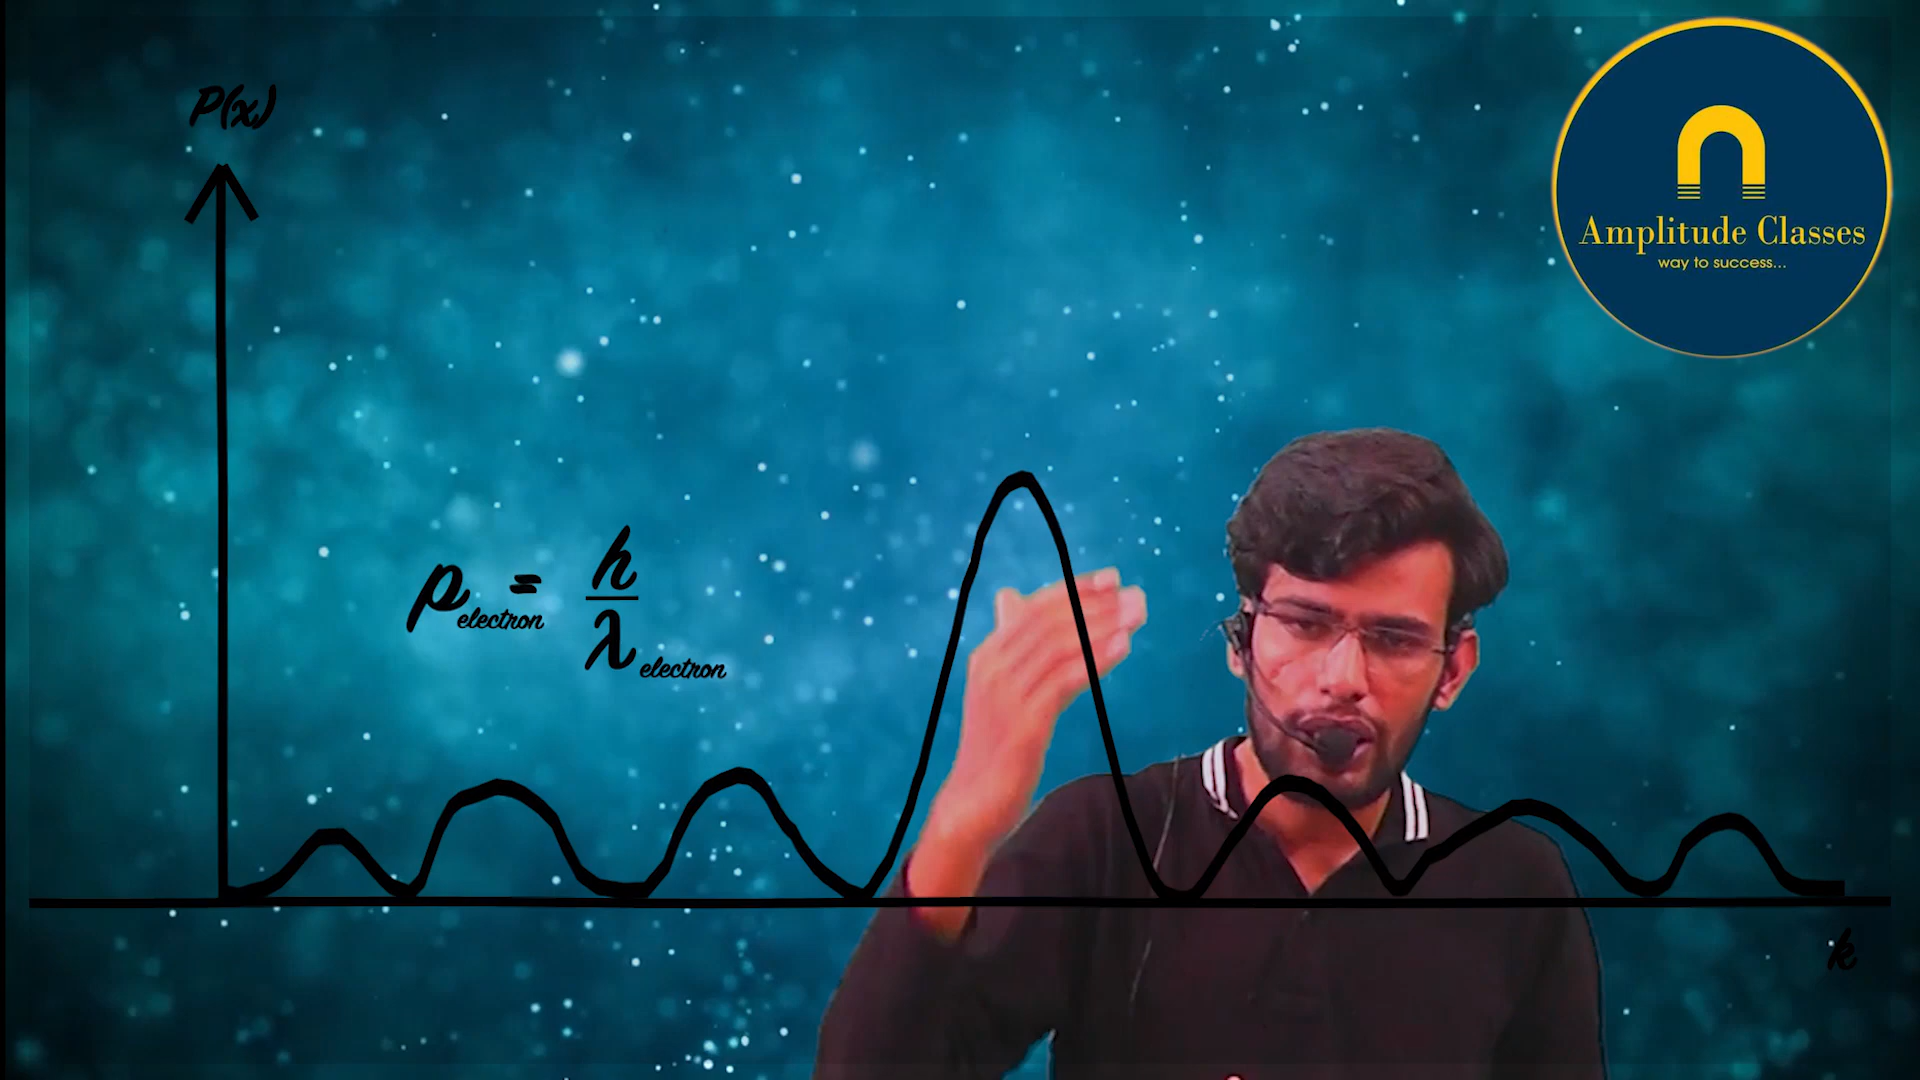 P(x)
Amplitude Classes
way to success...
p electron = h / λ electron
k